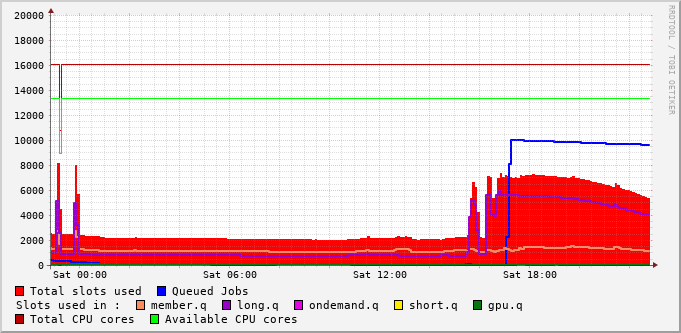 20000
18000
16000
14000
12000
10000
8000
6000
4000
2000
0
Sat 00:00 Sat 06:00 Sat 12:00 Sat 18:00
RRDTOOL / TOBI OETIKER
Total slots used Queued Jobs
Slots used in : member.q long.q ondemand.q short.q gpu.q
Total CPU cores Available CPU cores